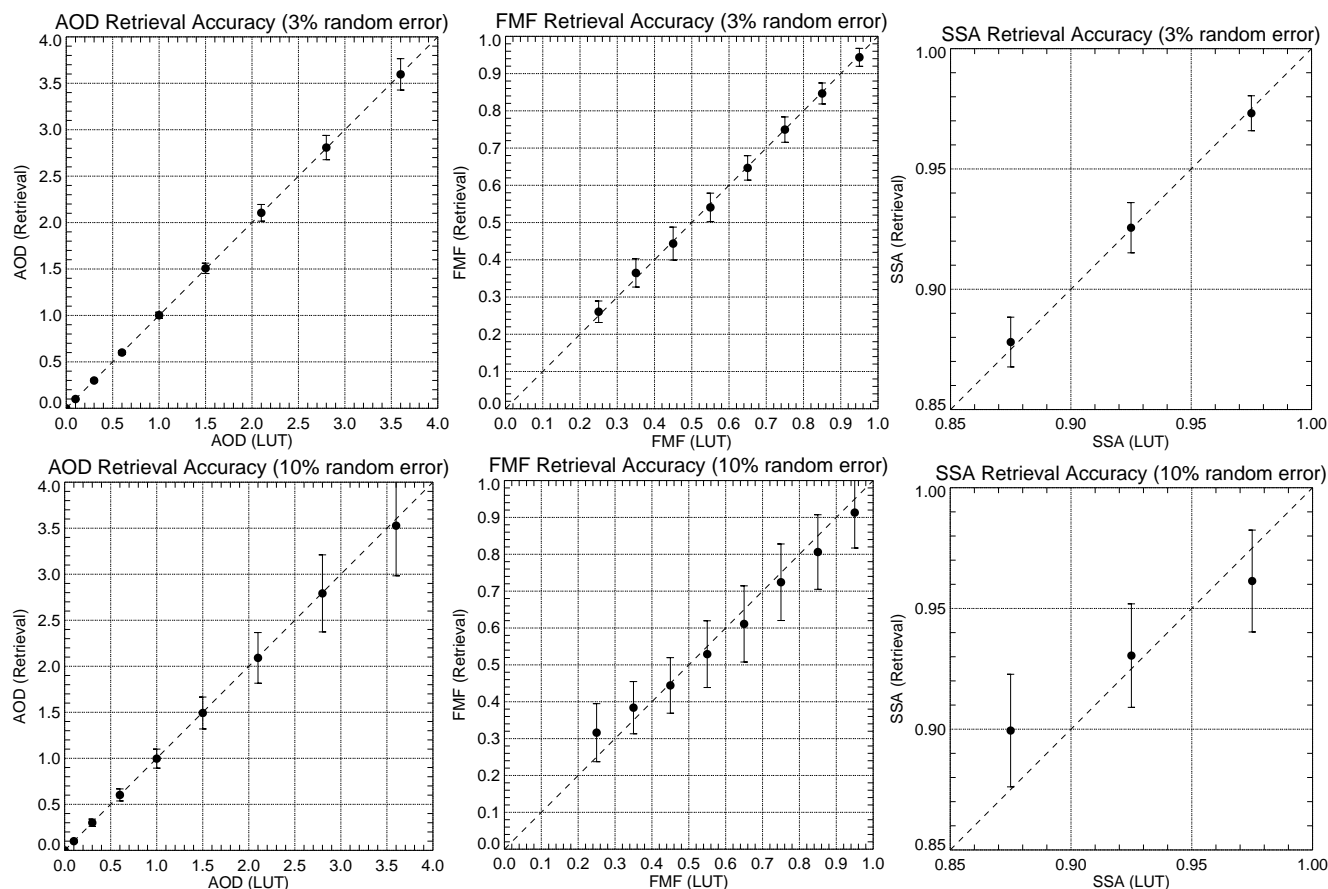 AOD Retrieval Accuracy (3% random error)
4.0
3.5
3.0
2.5
2.0
1.5
1.0
0.5
0.0
AOD (Retrieval)
0.0 0.5 1.0 1.5 2.0 2.5 3.0 3.5 4.0
AOD (LUT)
FMF Retrieval Accuracy (3% random error)
1.0
0.9
0.8
0.7
0.6
0.5
0.4
0.3
0.2
0.1
0.0
FMF (Retrieval)
0.0 0.1 0.2 0.3 0.4 0.5 0.6 0.7 0.8 0.9 1.0
FMF (LUT)
SSA Retrieval Accuracy (3% random error)
1.00
0.95
0.90
0.85
SSA (Retrieval)
0.85 0.90 0.95 1.00
SSA (LUT)
AOD Retrieval Accuracy (10% random error)
4.0
3.5
3.0
2.5
2.0
1.5
1.0
0.5
0.0
AOD (Retrieval)
0.0 0.5 1.0 1.5 2.0 2.5 3.0 3.5 4.0
AOD (LUT)
FMF Retrieval Accuracy (10% random error)
1.0
0.9
0.8
0.7
0.6
0.5
0.4
0.3
0.2
0.1
0.0
FMF (Retrieval)
0.0 0.1 0.2 0.3 0.4 0.5 0.6 0.7 0.8 0.9 1.0
FMF (LUT)
SSA Retrieval Accuracy (10% random error)
1.00
0.95
0.90
0.85
SSA (Retrieval)
0.85 0.90 0.95 1.00
SSA (LUT)